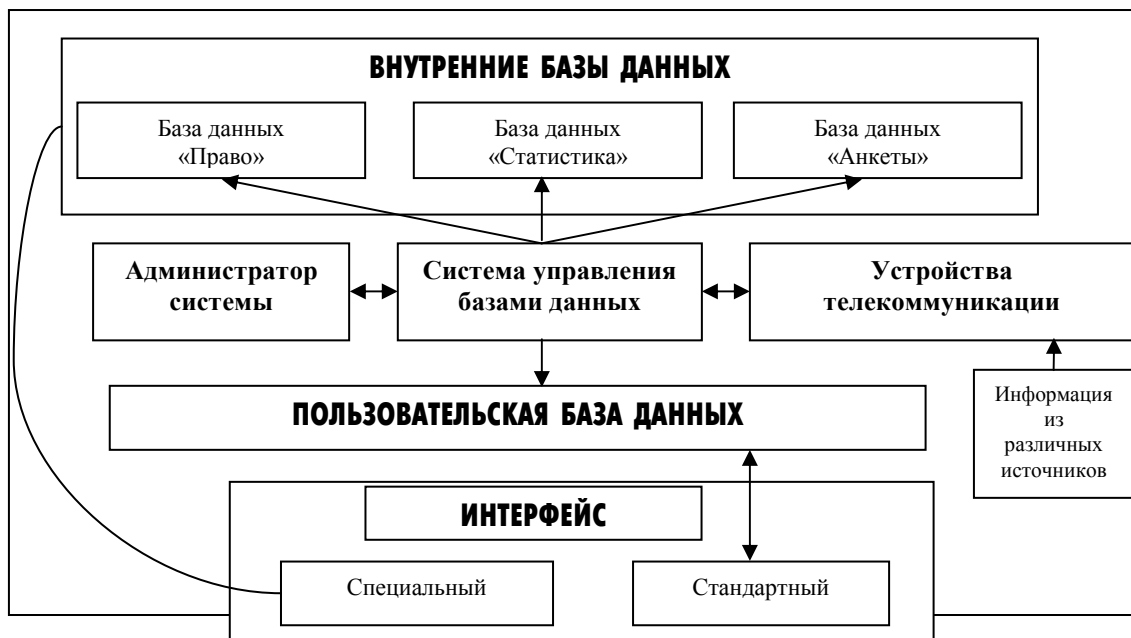 ВНУТРЕННИЕ БАЗЫ ДАННЫХ
База данных
«Право»
База данных
«Статистика»
База данных
«Анкеты»
Администратор
системы
Система управления
базами данных
Устройства
телекоммуникации
Информация
из
различных
источников
ПОЛЬЗОВАТЕЛЬСКАЯ БАЗА ДАННЫХ
ИНТЕРФЕЙС
Специальный
Стандартный